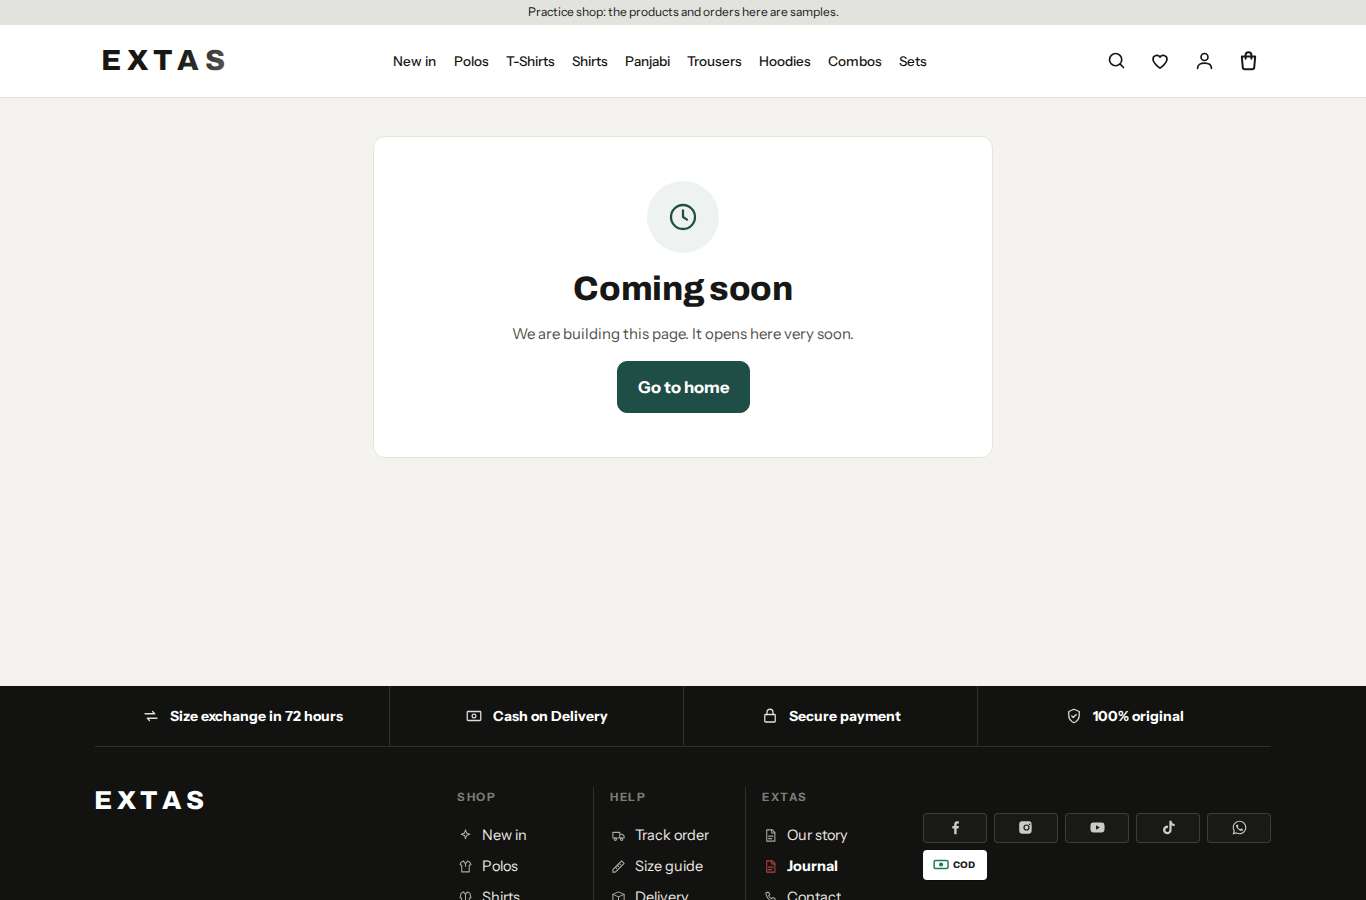 Practice shop: the products and orders here are samples.
EXTAS
New in Polos T-Shirts Shirts Panjabi Trousers Hoodies Combos Sets
Coming soon
We are building this page. It opens here very soon.
Go to home
Size exchange in 72 hours
Cash on Delivery
Secure payment
100% original
EXTAS
SHOP
New in
Polos
Shirts
HELP
Track order
Size guide
Delivery
EXTAS
Our story
Journal
Contact
COD